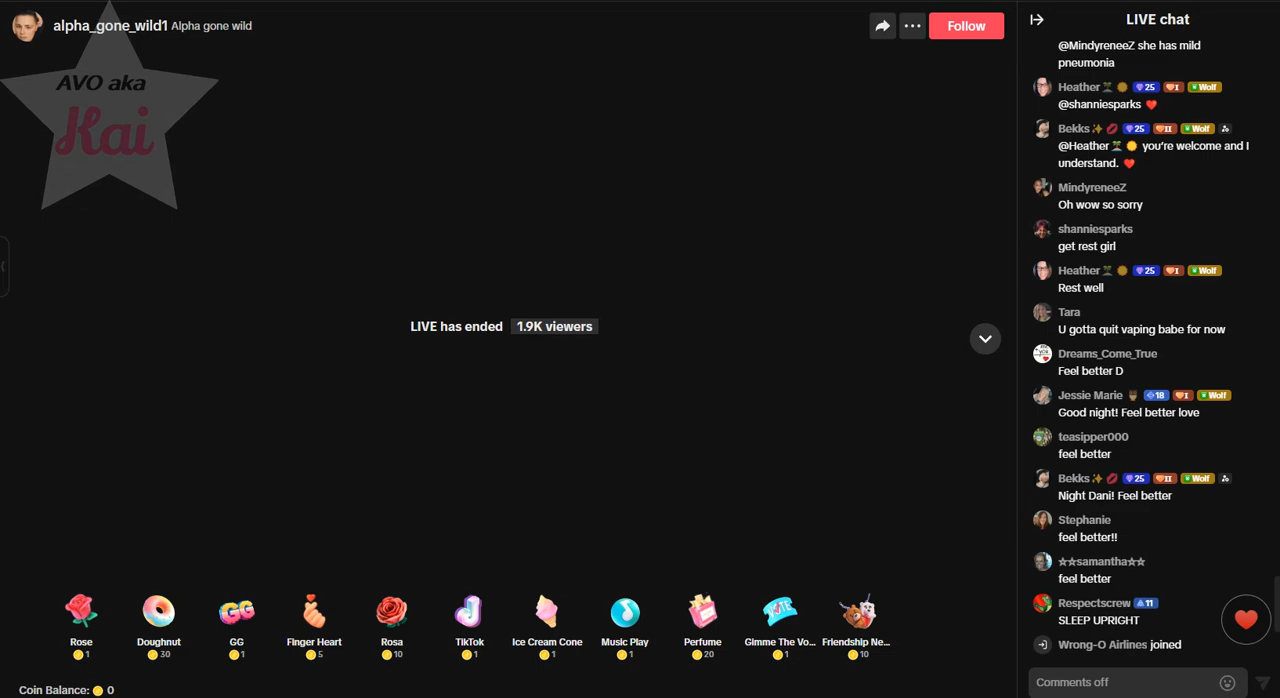 alpha_gone_wild1 Alpha gone wild
Follow
AVO aka
Kai
LIVE has ended 1.9K viewers
Rose
1
Doughnut
30
GG
1
Finger Heart
5
Rosa
10
TikTok
1
Ice Cream Cone
1
Music Play
1
Perfume
20
Gimme The Vo...
1
Friendship Ne...
10
Coin Balance: 0
LIVE chat
@MindyreneeZ she has mild
pneumonia
Heather 25 I Wolf
@shanniesparks ❤️
Bekks✨💋 25 II Wolf
@Heather you're welcome and I
understand. ❤️
MindyreneeZ
Oh wow so sorry
shanniesparks
get rest girl
Heather 25 I Wolf
Rest well
Tara
U gotta quit vaping babe for now
Dreams_Come_True
Feel better D
Jessie Marie 18 I Wolf
Good night! Feel better love
teasipper000
feel better
Bekks✨💋 25 II Wolf
Night Dani! Feel better
Stephanie
feel better!!
☆☆samantha☆☆
feel better
Respectscrew 11
SLEEP UPRIGHT
Wrong-O Airlines joined
Comments off